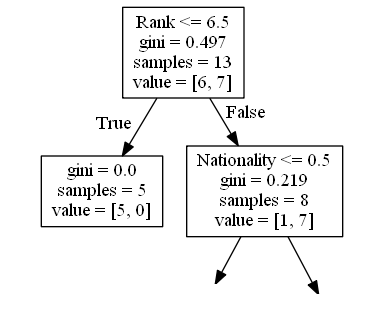 Rank <= 6.5
gini = 0.497
samples = 13
value = [6, 7]
True
False
gini = 0.0
samples = 5
value = [5, 0]
Nationality <= 0.5
gini = 0.219
samples = 8
value = [1, 7]